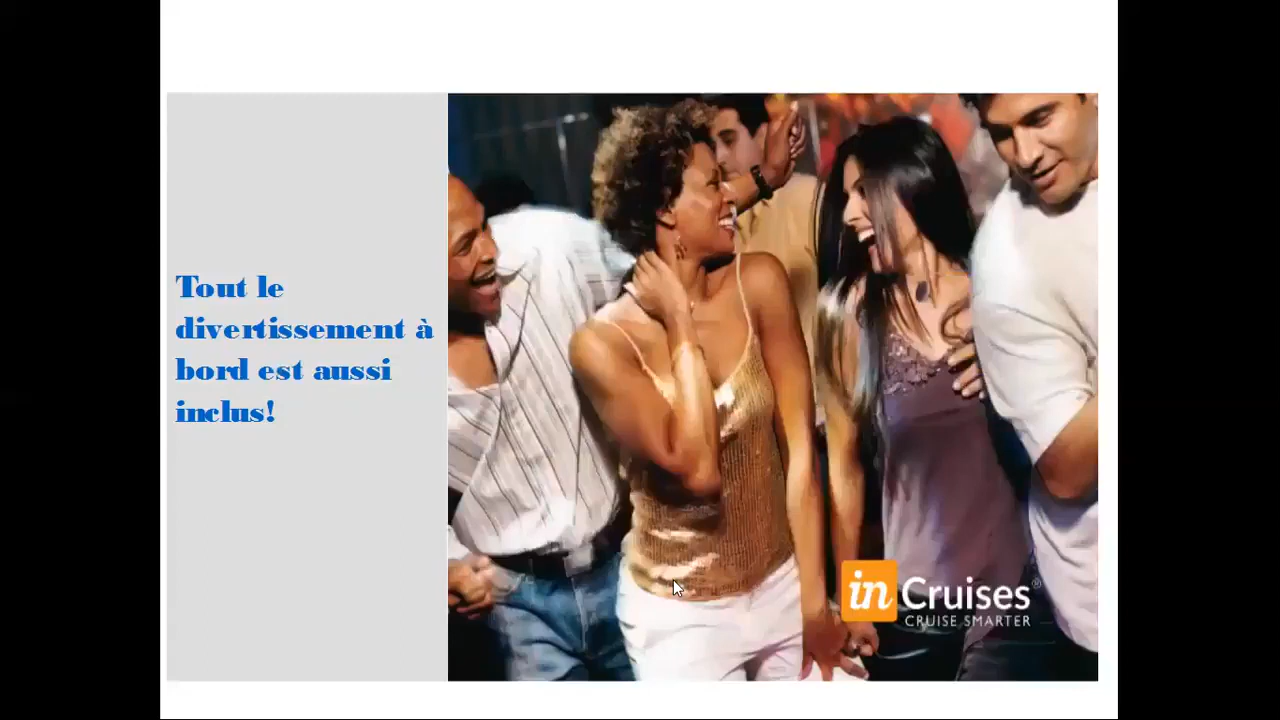 Tout le
divertissement à
bord est aussi
inclus!
in Cruises®
CRUISE SMARTER